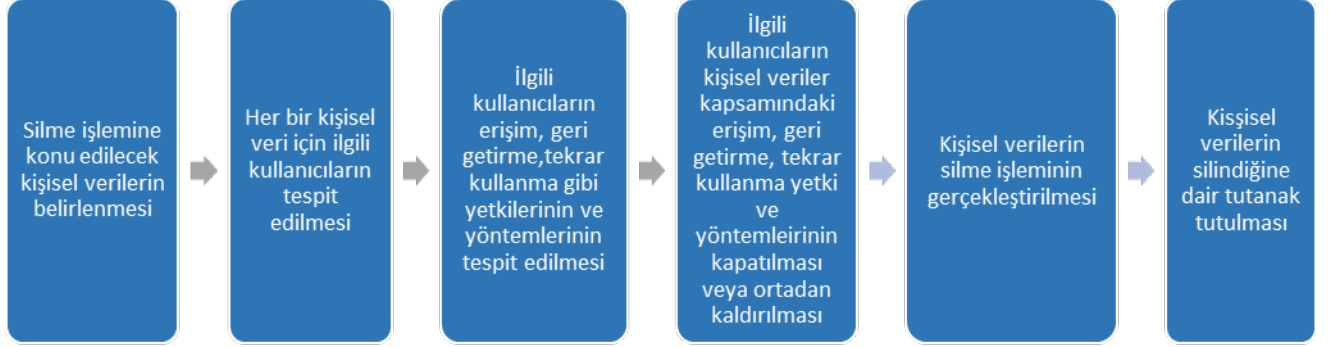 Silme işlemine
konu edilecek
kişisel verilerin
belirlenmesi
Her bir kişisel
veri için ilgili
kullanıcıların
tespit
edilmesi
İlgili
kullanıcıların
erişim, geri
getirme,tekrar
kullanma gibi
yetkilerinin ve
yöntemlerinin
tespit edilmesi
İlgili
kullanıcıların
kişisel veriler
kapsamındaki
erişim, geri
getirme, tekrar
kullanma yetki
ve
yöntemleirinin
kapatılması
veya ortadan
kaldırılması
Kişisel verilerin
silme işleminin
gerçekleştirilmesi
Kisşisel
verilerin
silindiğine
dair tutanak
tutulması